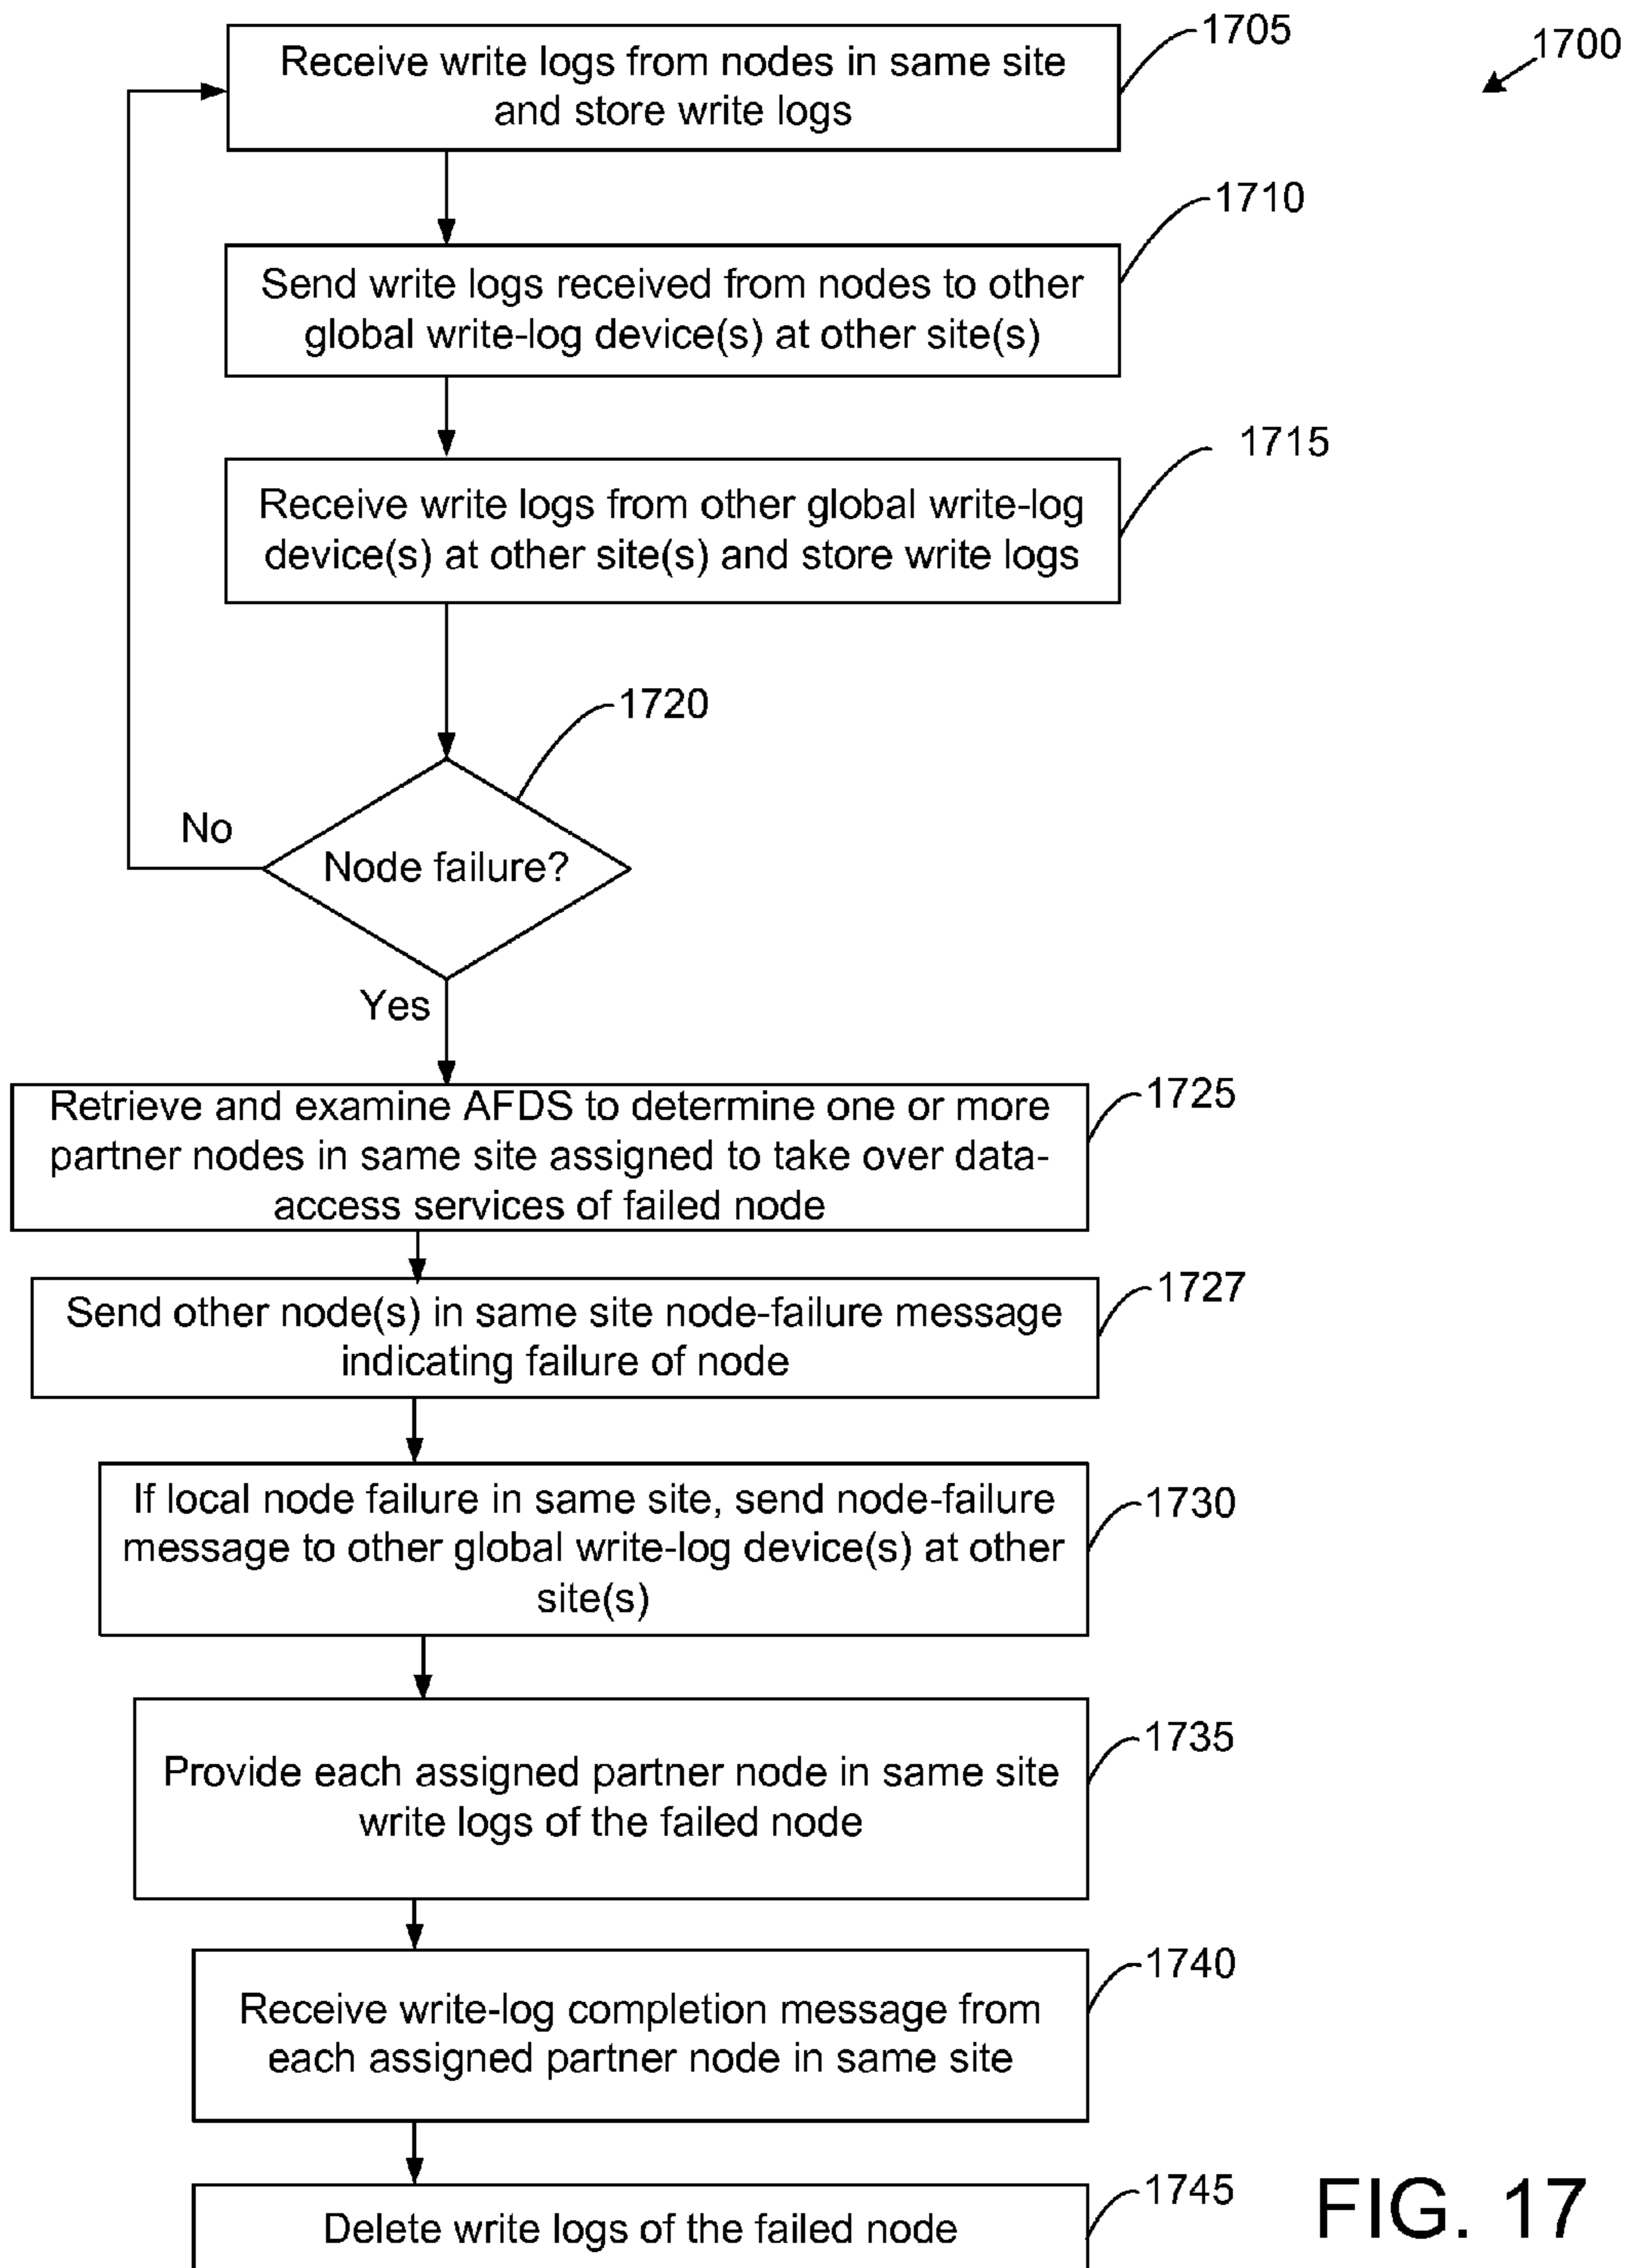 1705
1700
Receive write logs from nodes in same site
and store write logs
1710
Send write logs received from nodes to other
global write-log device(s) at other site(s)
1715
Receive write logs from other global write-log
device(s) at other site(s) and store write logs
1720
No
Node failure?
Yes
1725
Retrieve and examine AFDS to determine one or more
partner nodes in same site assigned to take over data-
access services of failed node
1727
Send other node(s) in same site node-failure message
indicating failure of node
1730
If local node failure in same site, send node-failure
message to other global write-log device(s) at other
site(s)
1735
Provide each assigned partner node in same site
write logs of the failed node
1740
Receive write-log completion message from
each assigned partner node in same site
1745
Delete write logs of the failed node
FIG. 17